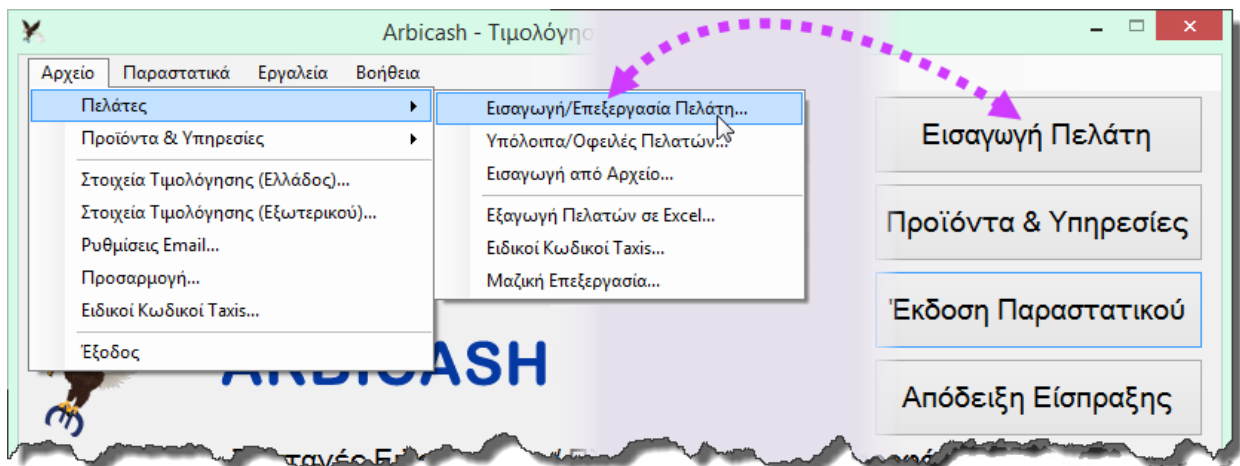 Arbicash - Τιμολόγησ
Αρχείο Παραστατικά Εργαλεία Βοήθεια
Πελάτες
Προϊόντα & Υπηρεσίες
Στοιχεία Τιμολόγησης (Ελλάδος)...
Στοιχεία Τιμολόγησης (Εξωτερικού)...
Ρυθμίσεις Email...
Προσαρμογή...
Ειδικοί Κωδικοί Taxis...
Έξοδος
Εισαγωγή/Επεξεργασία Πελάτη...
Υπόλοιπα/Οφειλές Πελατών...
Εισαγωγή από Αρχείο...
Εξαγωγή Πελατών σε Excel...
Ειδικοί Κωδικοί Taxis...
Μαζική Επεξεργασία...
Εισαγωγή Πελάτη
Προϊόντα & Υπηρεσίες
Έκδοση Παραστατικού
Απόδειξη Είσπραξης
ARBICASH